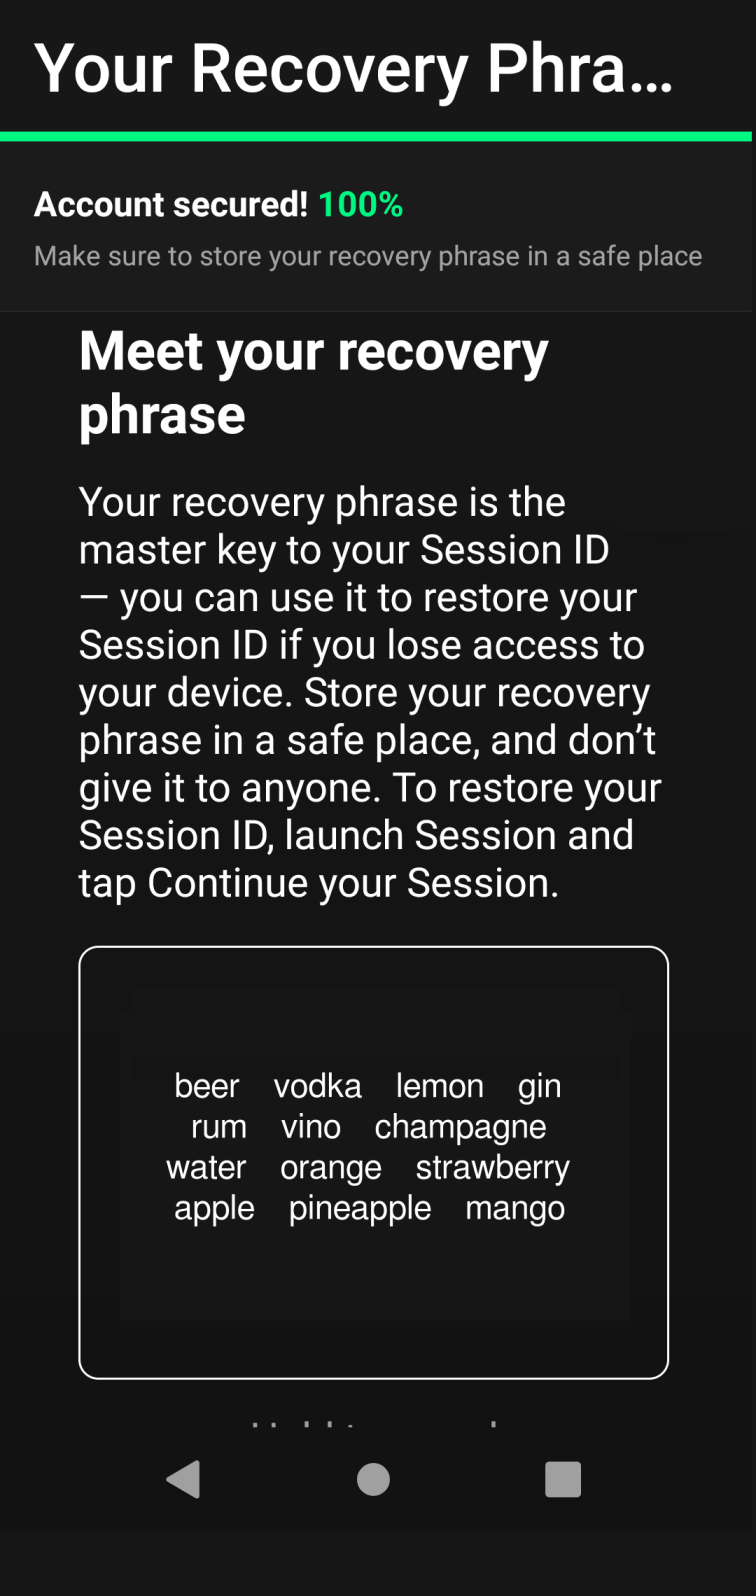 Your Recovery Phra...
Account secured! 100%
Make sure to store your recovery phrase in a safe place
Meet your recovery
phrase
Your recovery phrase is the
master key to your Session ID
— you can use it to restore your
Session ID if you lose access to
your device. Store your recovery
phrase in a safe place, and don’t
give it to anyone. To restore your
Session ID, launch Session and
tap Continue your Session.
beer vodka lemon gin
rum vino champagne
water orange strawberry
apple pineapple mango